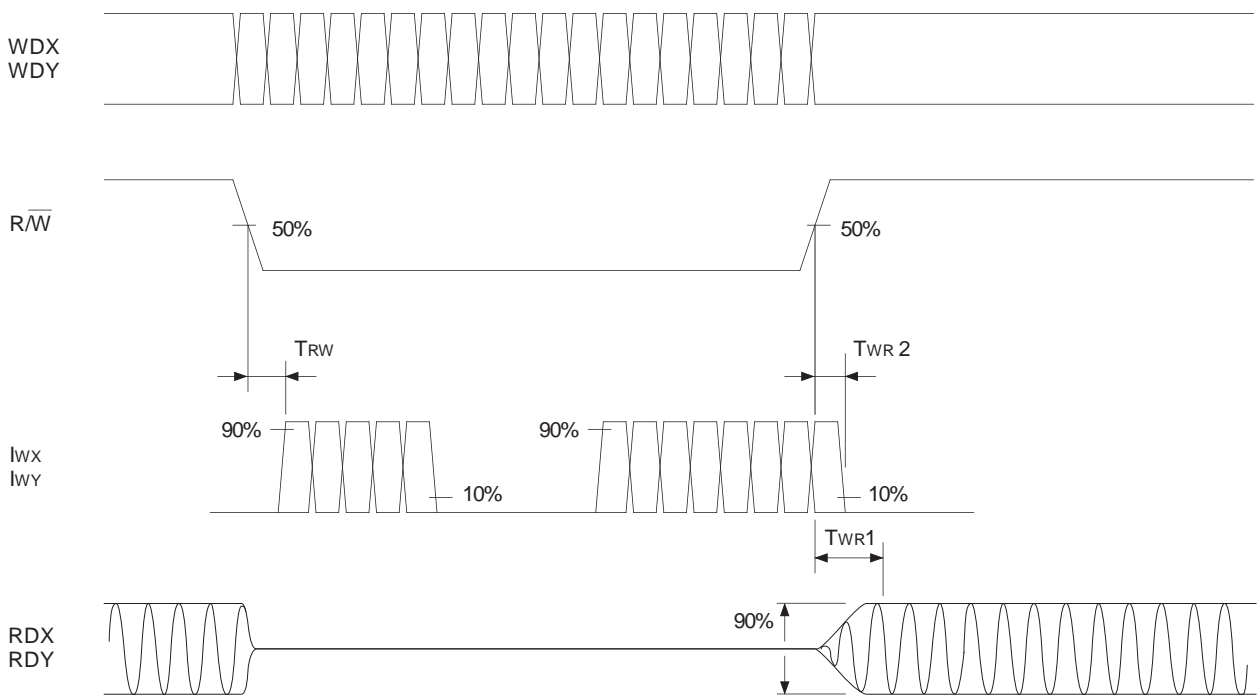 WDX
WDY
R/W̅
50%
50%
TRW
TWR 2
90%
90%
IWX
IWY
10%
10%
TWR1
90%
RDX
RDY